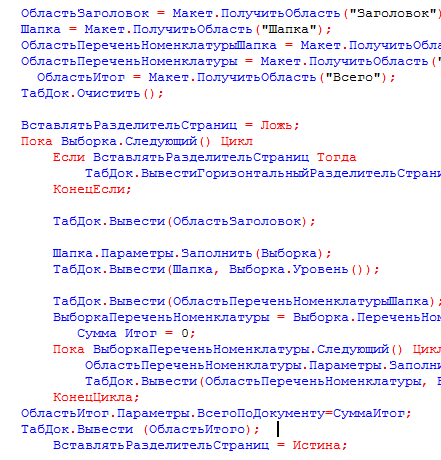 ОбластьЗаголовок = Макет.ПолучитьОбласть("Заголовок")
Шапка = Макет.ПолучитьОбласть("Шапка");
ОбластьПереченьНоменклатурыШапка = Макет.ПолучитьОбла
ОбластьПереченьНоменклатуры = Макет.ПолучитьОбласть("
ОбластьИтог = Макет.ПолучитьОбласть("Всего");
ТабДок.Очистить();
ВставлятьРазделительСтраниц = Ложь;
Пока Выборка.Следующий() Цикл
Если ВставлятьРазделительСтраниц Тогда
ТабДок.ВывестиГоризонтальныйРазделительСтрани
КонецЕсли;
ТабДок.Вывести(ОбластьЗаголовок);
Шапка.Параметры.Заполнить(Выборка);
ТабДок.Вывести(Шапка, Выборка.Уровень());
ТабДок.Вывести(ОбластьПереченьНоменклатурыШапка);
ВыборкаПереченьНоменклатуры = Выборка.ПереченьНом
Сумма Итог = 0;
Пока ВыборкаПереченьНоменклатуры.Следующий() Цикл
ОбластьПереченьНоменклатуры.Параметры.Заполни
ТабДок.Вывести(ОбластьПереченьНоменклатуры, В
КонецЦикла;
ОбластьИтог.Параметры.ВсегоПоДокументу=СуммаИтог;
ТабДок.Вывести (ОбластьИтого);
ВставлятьРазделительСтраниц = Истина;